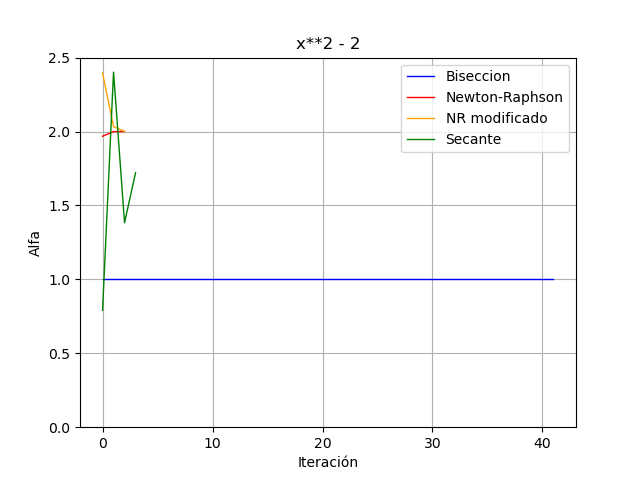 x**2 - 2
2.5
2.0
1.5
1.0
0.5
0.0
Alfa
Biseccion
Newton-Raphson
NR modificado
Secante
0
10
20
30
40
Iteración